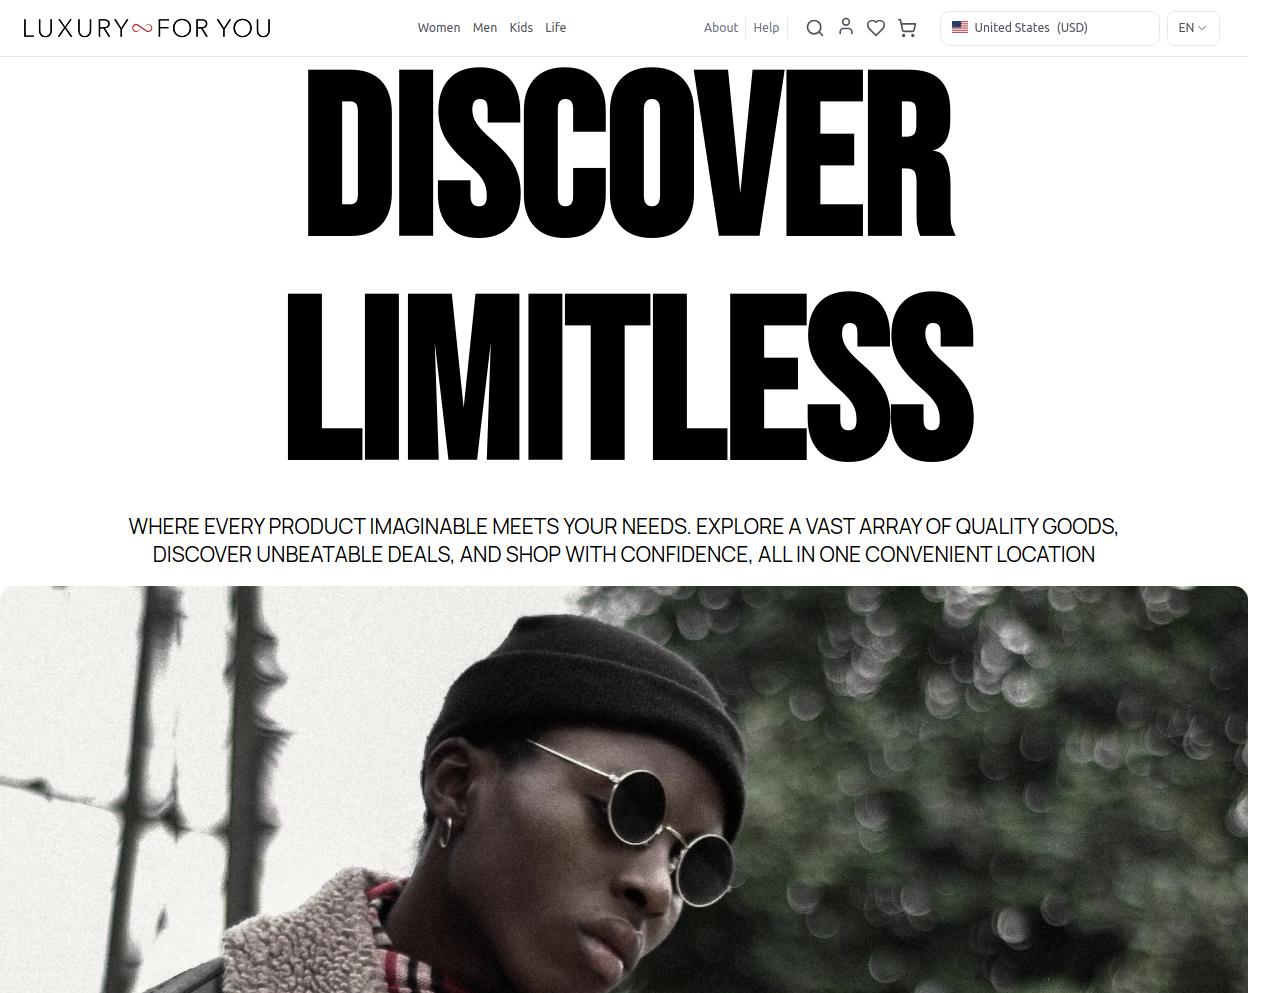 LUXURY FOR YOU
Women Men Kids Life
About Help
United States (USD)
EN
DISCOVER
LIMITLESS
WHERE EVERY PRODUCT IMAGINABLE MEETS YOUR NEEDS. EXPLORE A VAST ARRAY OF QUALITY GOODS,
DISCOVER UNBEATABLE DEALS, AND SHOP WITH CONFIDENCE, ALL IN ONE CONVENIENT LOCATION